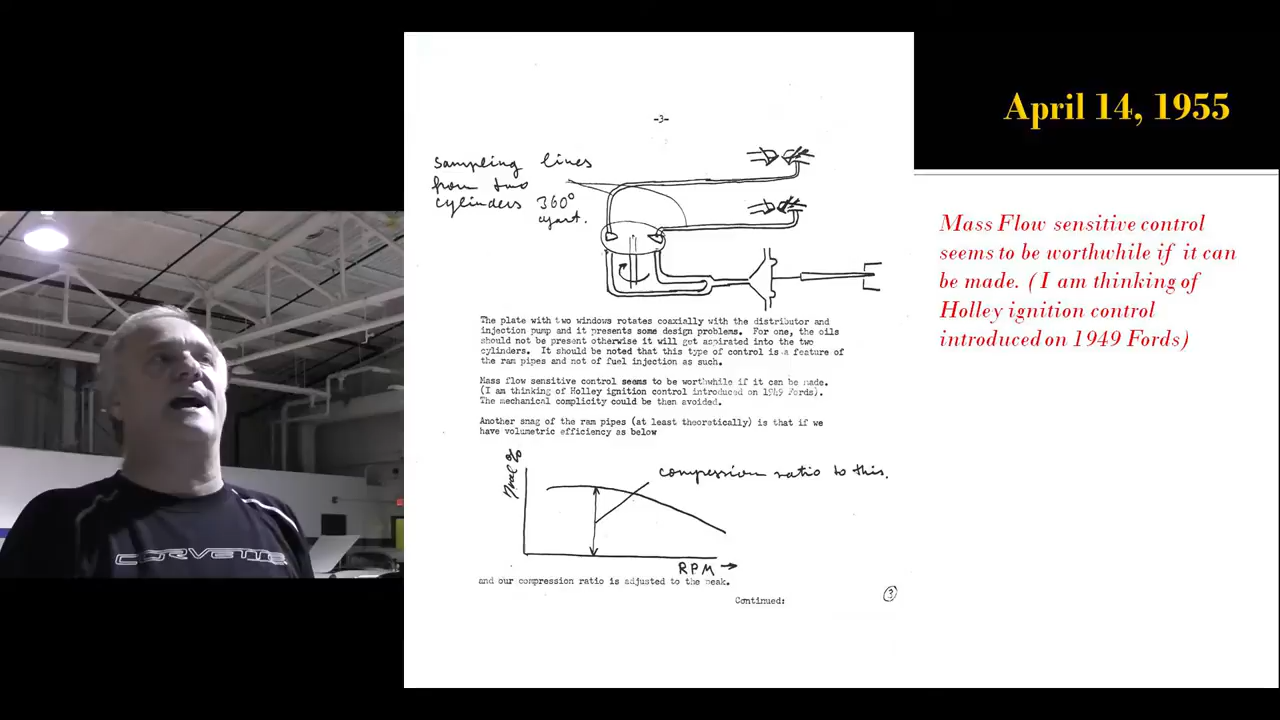 -3-
sampling lines
from two
cylinders 360°
apart.
The plate with two windows rotates coaxially with the distributor and
injection pump and it presents some design problems. For one, the oils
should not be present otherwise it will get aspirated into the two
cylinders. It should be noted that this type of control is a feature of
the ram pipes and not of fuel injection as such.
Mass flow sensitive control seems to be worthwhile if it can be made.
(I am thinking of Holley ignition control introduced on 1949 Fords).
The mechanical complicity could be then avoided.
Another snag of the ram pipes (at least theoretically) is that if we
have volumetric efficiency as below
compession ratio to this.
RPM →
and our compression ratio is adjusted to the peak.
Continued:
3
April 14, 1955
Mass Flow sensitive control
seems to be worthwhile if it can
be made. ( I am thinking of
Holley ignition control
introduced on 1949 Fords)
CORVETTE